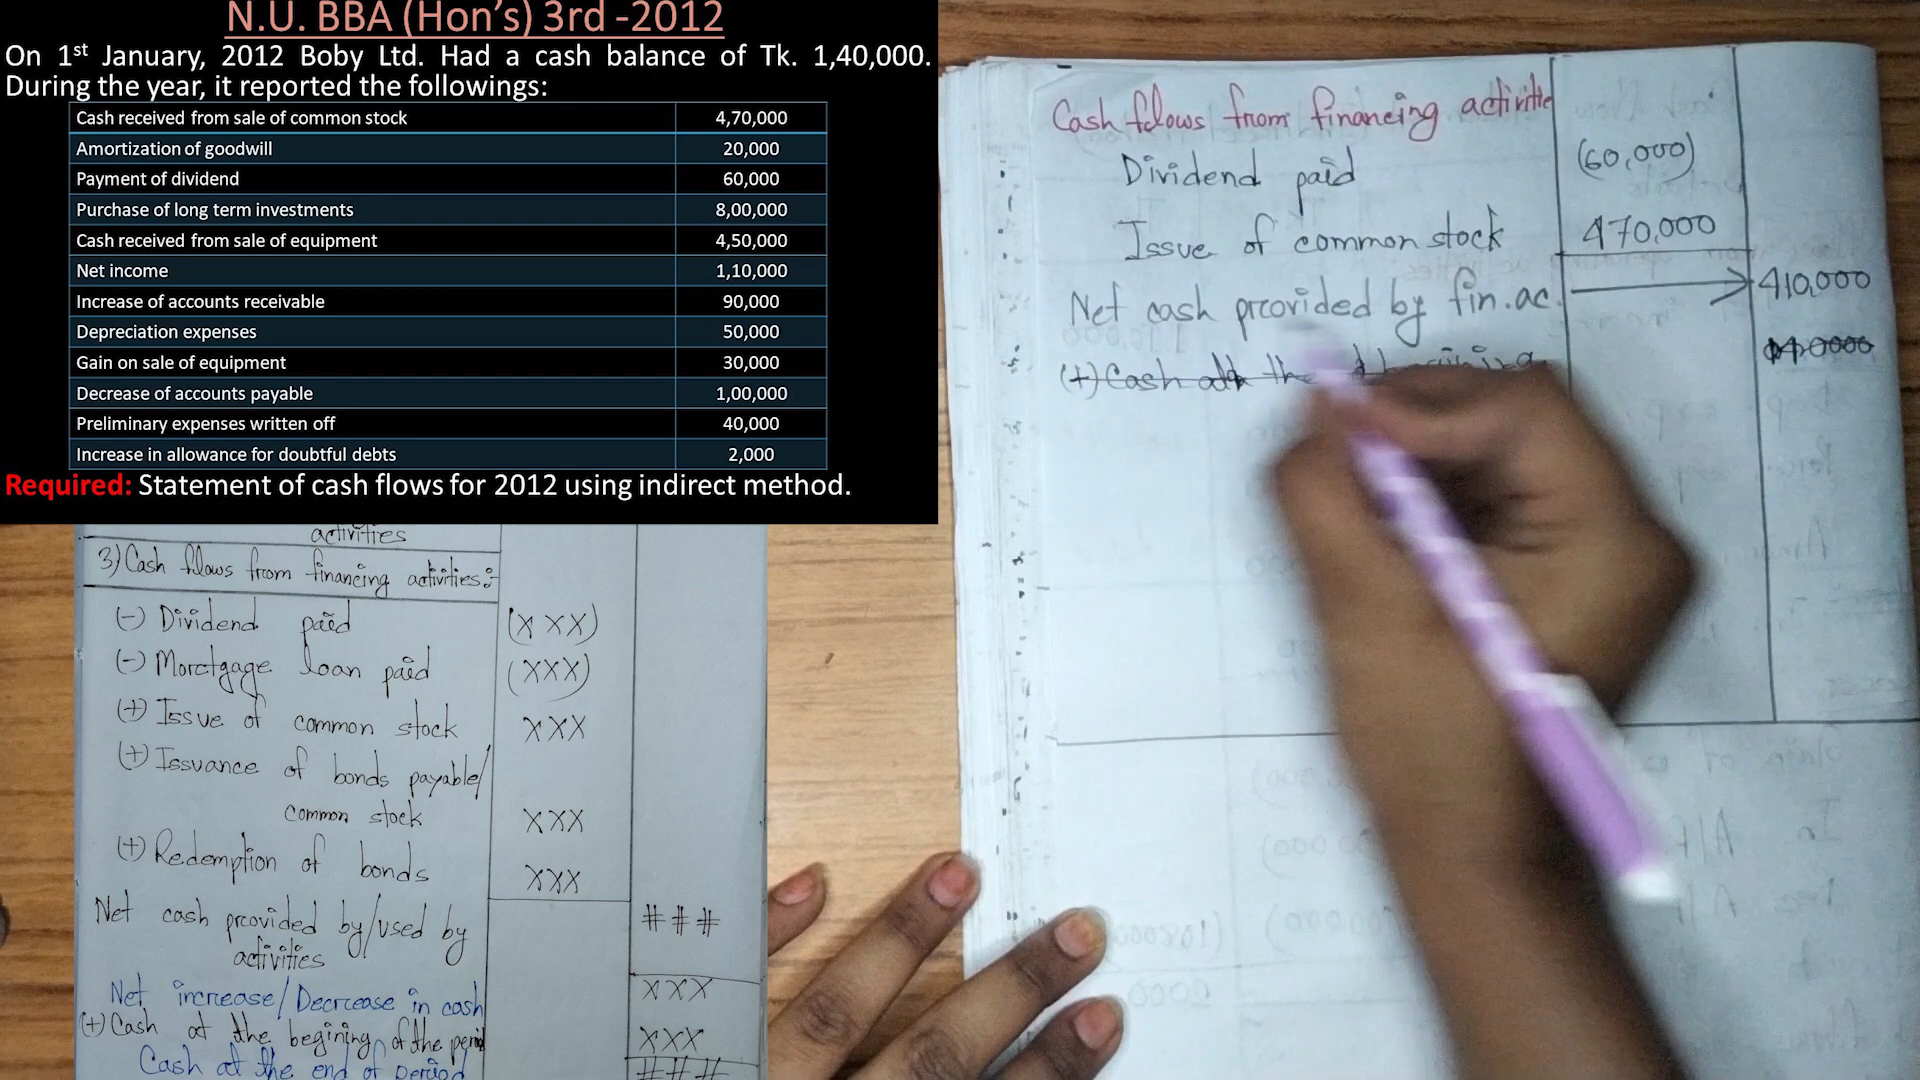 N.U. BBA (Hon's) 3rd -2012
On 1st January, 2012 Boby Ltd. Had a cash balance of Tk. 1,40,000.
During the year, it reported the followings:
Cash received from sale of common stock 4,70,000
Amortization of goodwill 20,000
Payment of dividend 60,000
Purchase of long term investments 8,00,000
Cash received from sale of equipment 4,50,000
Net income 1,10,000
Increase of accounts receivable 90,000
Depreciation expenses 50,000
Gain on sale of equipment 30,000
Decrease of accounts payable 1,00,000
Preliminary expenses written off 40,000
Increase in allowance for doubtful debts 2,000
Required: Statement of cash flows for 2012 using indirect method.
activities
3) Cash flows from financing activities:-
(-) Dividend paid (XXX)
(-) Morctgage loan paid (XXX)
(+) Issue of common stock XXX
(+) Issuance of bonds payable/
common stock XXX
(+) Redemption of bonds XXX
Net cash prcovided by/used by ###
activities
Net increase/Decrease in cash XXX
(+) Cash at the begining of the period XXX
Cash at the end of period ###
Cash flows from financing activitie
Dividend paid (60,000)
Issue of common stock 470,000
Net cash prcovided by fin.ac. 410,000
(+) Cash at the